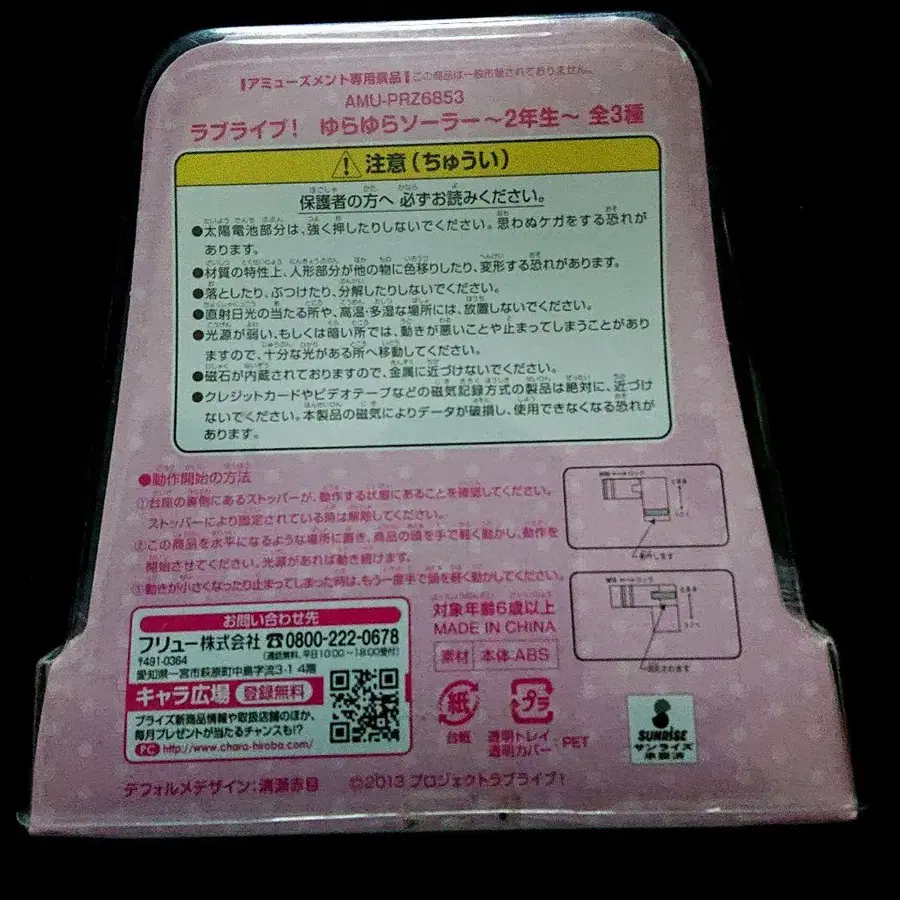 アミューズメント専用景品 この商品は一般市販されておりません。
AMU-PRZ6853
ラブライブ! ゆらゆらソーラー〜2年生〜 全3種
注意(ちゅうい)
保護者の方へ 必ずお読みください。
●太陽電池部分は、強く押したりしないでください。思わぬケガをする恐れが
あります。
●材質の特性上、人形部分が他の物に色移りしたり、変形する恐れがあります。
●落としたり、ぶつけたり、分解したりしないでください。
●直射日光の当たる所や、高温・多湿な場所には、放置しないでください。
●光源が弱い、もしくは暗い所では、動きが悪いことや止まってしまうことがあり
ますので、十分な光がある所へ移動してください。
●磁石が内蔵されておりますので、金属に近づけないでください。
●クレジットカードやビデオテープなどの磁気記録方式の製品は絶対に、近づけ
ないでください。本製品の磁気によりデータが破損し、使用できなくなる恐れが
あります。
●動作開始の方法
①台座の裏側にあるストッパーが、動作する状態にあることを確認してください。
ストッパーにより固定されている時は解除してください。
②この商品を水平になるような場所に置き、商品の頭を手で軽く動かし、動作を
開始させてください。光源があれば動き続けます。
③動きが小さくなったり止まってしまった時は、もう一度手で頭を軽く動かしてください。
お問い合わせ先
フリュー株式会社 ☎0800-222-0678
(通話無料、平日10:00〜18:00受付)
〒491-0364
愛知県一宮市萩原町中島字流3-1 4階
キャラ広場 登録無料
プライズ新商品情報や取扱店舗のほか、
毎月プレゼントが当たるチャンスも!?
PC http://www.chara-hiroba.com/
対象年齢6歳以上
MADE IN CHINA
素材 本体:ABS
紙
台紙
プラ
透明トレイ
透明カバー
:PET
SUNRISE
サンライズ
承認済
デフォルメデザイン:清瀬赤目 ©2013 プロジェクトラブライブ!